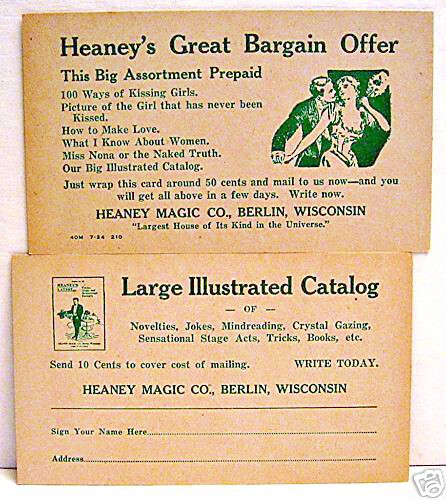 Heaney's Great Bargain Offer
This Big Assortment Prepaid
100 Ways of Kissing Girls.
Picture of the Girl that has never been
Kissed.
How to Make Love.
What I Know About Women.
Miss Nona or the Naked Truth.
Our Big Illustrated Catalog.
Just wrap this card around 50 cents and mail to us now—and you
will get all above in a few days. Write now.
HEANEY MAGIC CO., BERLIN, WISCONSIN
"Largest House of Its Kind in the Universe."
40M 7-24 210
HEANEY'S
Large Illustrated Catalog
— OF —
Novelties, Jokes, Mindreading, Crystal Gazing,
Sensational Stage Acts, Tricks, Books, etc.
Send 10 Cents to cover cost of mailing. WRITE TODAY.
HEANEY MAGIC CO., BERLIN, WISCONSIN
Sign Your Name Here
Address
ebay